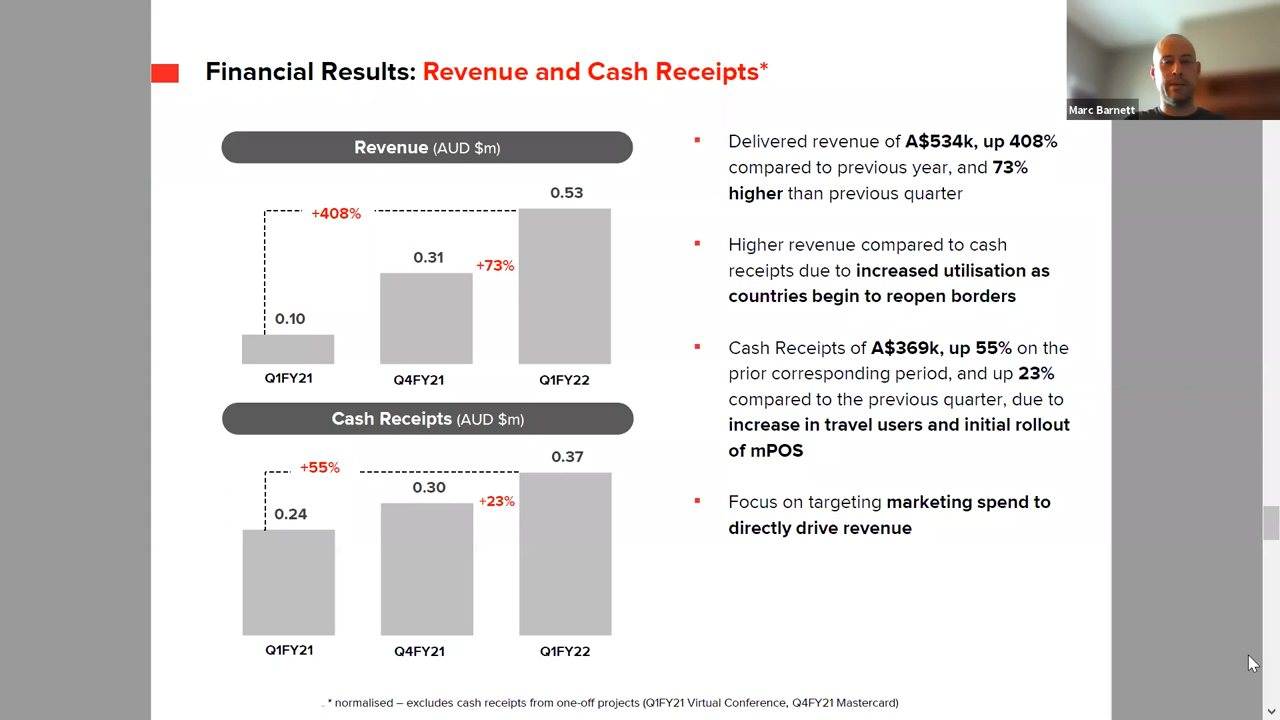 Financial Results: Revenue and Cash Receipts*
Marc Barnett
Revenue (AUD $m)
0.53
+408%
0.31
+73%
0.10
Q1FY21
Q4FY21
Q1FY22
Cash Receipts (AUD $m)
0.37
+55%
0.30
+23%
0.24
Q1FY21
Q4FY21
Q1FY22
Delivered revenue of A$534k, up 408%
compared to previous year, and 73%
higher than previous quarter
Higher revenue compared to cash
receipts due to increased utilisation as
countries begin to reopen borders
Cash Receipts of A$369k, up 55% on the
prior corresponding period, and up 23%
compared to the previous quarter, due to
increase in travel users and initial rollout
of mPOS
Focus on targeting marketing spend to
directly drive revenue
* normalised – excludes cash receipts from one-off projects (Q1FY21 Virtual Conference, Q4FY21 Mastercard)